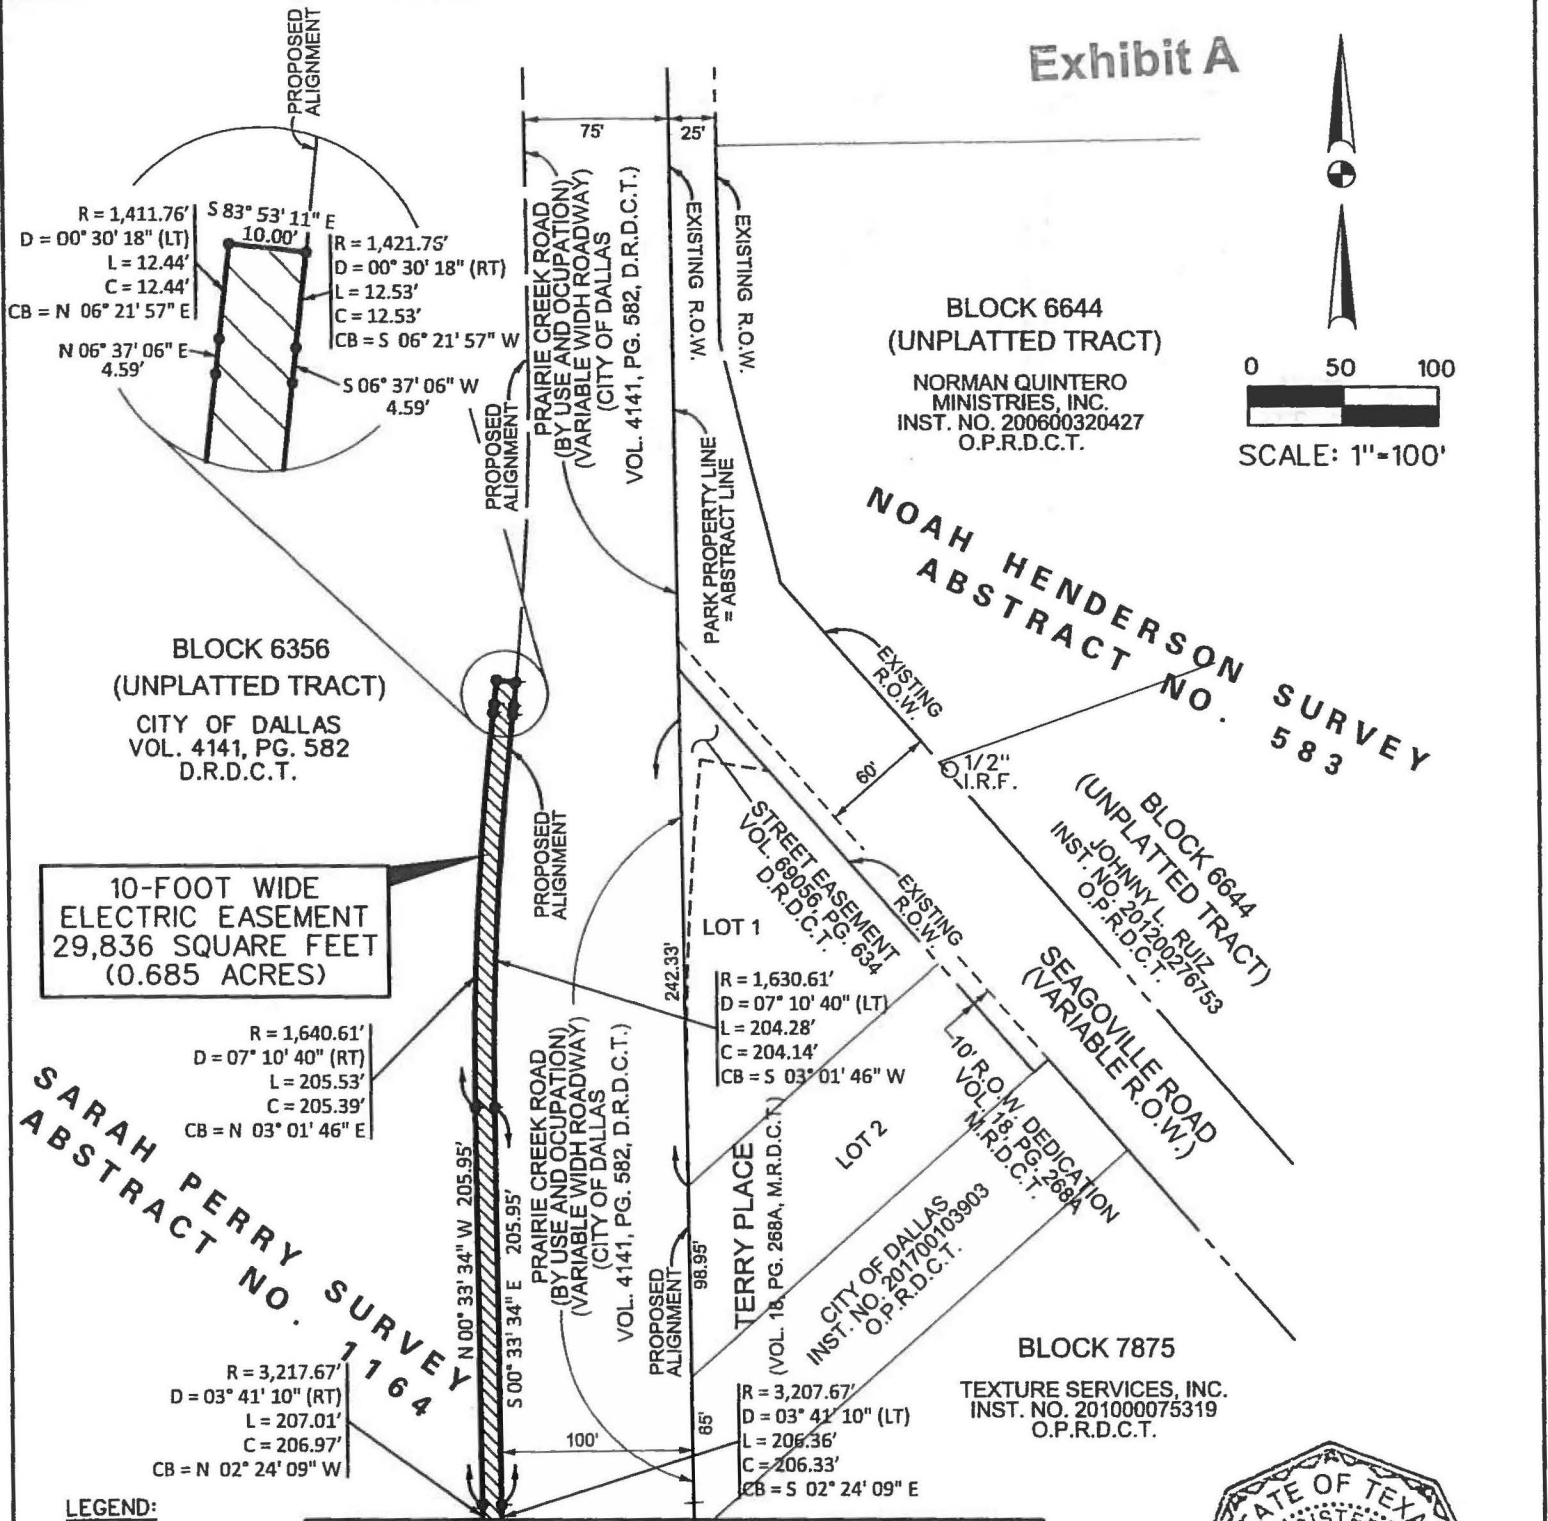 Exhibit A
PROPOSED
ALIGNMENT
75'
25'
R = 1,411.76'
D = 00° 30' 18" (LT)
L = 12.44'
C = 12.44'
CB = N 06° 21' 57" E
S 83° 53' 11" E
10.00'
R = 1,421.75'
D = 00° 30' 18" (RT)
L = 12.53'
C = 12.53'
CB = S 06° 21' 57" W
N 06° 37' 06" E
4.59'
S 06° 37' 06" W
4.59'
PROPOSED
ALIGNMENT
PRAIRIE CREEK ROAD
(BY USE AND OCUPATION)
(VARIABLE WIDH ROADWAY)
(CITY OF DALLAS
VOL. 4141, PG. 582, D.R.D.C.T.)
EXISTING R.O.W.
EXISTING R.O.W.
PARK PROPERTY LINE
= ABSTRACT LINE
BLOCK 6644
(UNPLATTED TRACT)
NORMAN QUINTERO
MINISTRIES, INC.
INST. NO. 200600320427
O.P.R.D.C.T.
0 50 100
SCALE: 1"=100'
NOAH HENDERSON SURVEY
ABSTRACT NO. 583
BLOCK 6356
(UNPLATTED TRACT)
CITY OF DALLAS
VOL. 4141, PG. 582
D.R.D.C.T.
EXISTING
R.O.W.
60'
1/2"
I.R.F.
PROPOSED
ALIGNMENT
STREET EASEMENT
VOL. 69056, PG. 634
D.R.D.C.T.
EXISTING
R.O.W.
BLOCK 6644
(UNPLATTED TRACT)
JOHNNY L. RUIZ
INST. NO. 201200276753
O.P.R.D.C.T.
10-FOOT WIDE
ELECTRIC EASEMENT
29,836 SQUARE FEET
(0.685 ACRES)
LOT 1
242.33'
R = 1,630.61'
D = 07° 10' 40" (LT)
L = 204.28'
C = 204.14'
CB = S 03° 01' 46" W
SEAGOVILLE ROAD
(VARIABLE R.O.W.)
R = 1,640.61'
D = 07° 10' 40" (RT)
L = 205.53'
C = 205.39'
CB = N 03° 01' 46" E
10' R.O.W. DEDICATION
VOL. 18, PG. 268A
M.R.D.C.T.
SARAH PERRY SURVEY
ABSTRACT NO. 1164
N 00° 33' 34" W 205.95'
S 00° 33' 34" E 205.95'
PRAIRIE CREEK ROAD
(BY USE AND OCUPATION)
(VARIABLE WIDH ROADWAY)
(CITY OF DALLAS
VOL. 4141, PG. 582, D.R.D.C.T.)
PROPOSED
ALIGNMENT
98.95'
TERRY PLACE
(VOL. 18, PG. 268A, M.R.D.C.T.)
LOT 2
CITY OF DALLAS
INST. NO. 201700103903
O.P.R.D.C.T.
BLOCK 7875
TEXTURE SERVICES, INC.
INST. NO. 201000075319
O.P.R.D.C.T.
R = 3,217.67'
D = 03° 41' 10" (RT)
L = 207.01'
C = 206.97'
CB = N 02° 24' 09" W
100'
65'
R = 3,207.67'
D = 03° 41' 10" (LT)
L = 206.36'
C = 206.33'
CB = S 02° 24' 09" E
LEGEND:
ATE OF TEXA